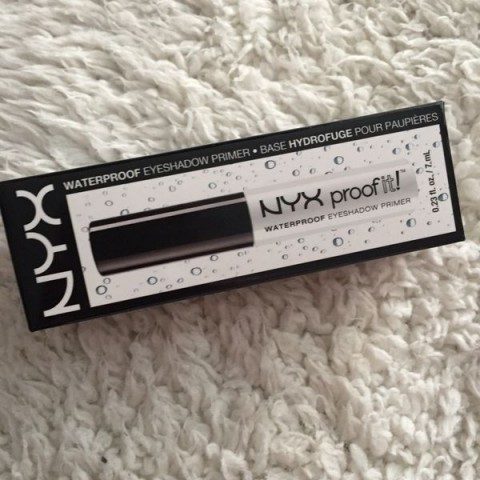 NYX
WATERPROOF EYESHADOW PRIMER • BASE HYDROFUGE POUR PAUPIÈRES
NYX proof it!™
WATERPROOF EYESHADOW PRIMER
0.23 fl. oz. / 7 mL